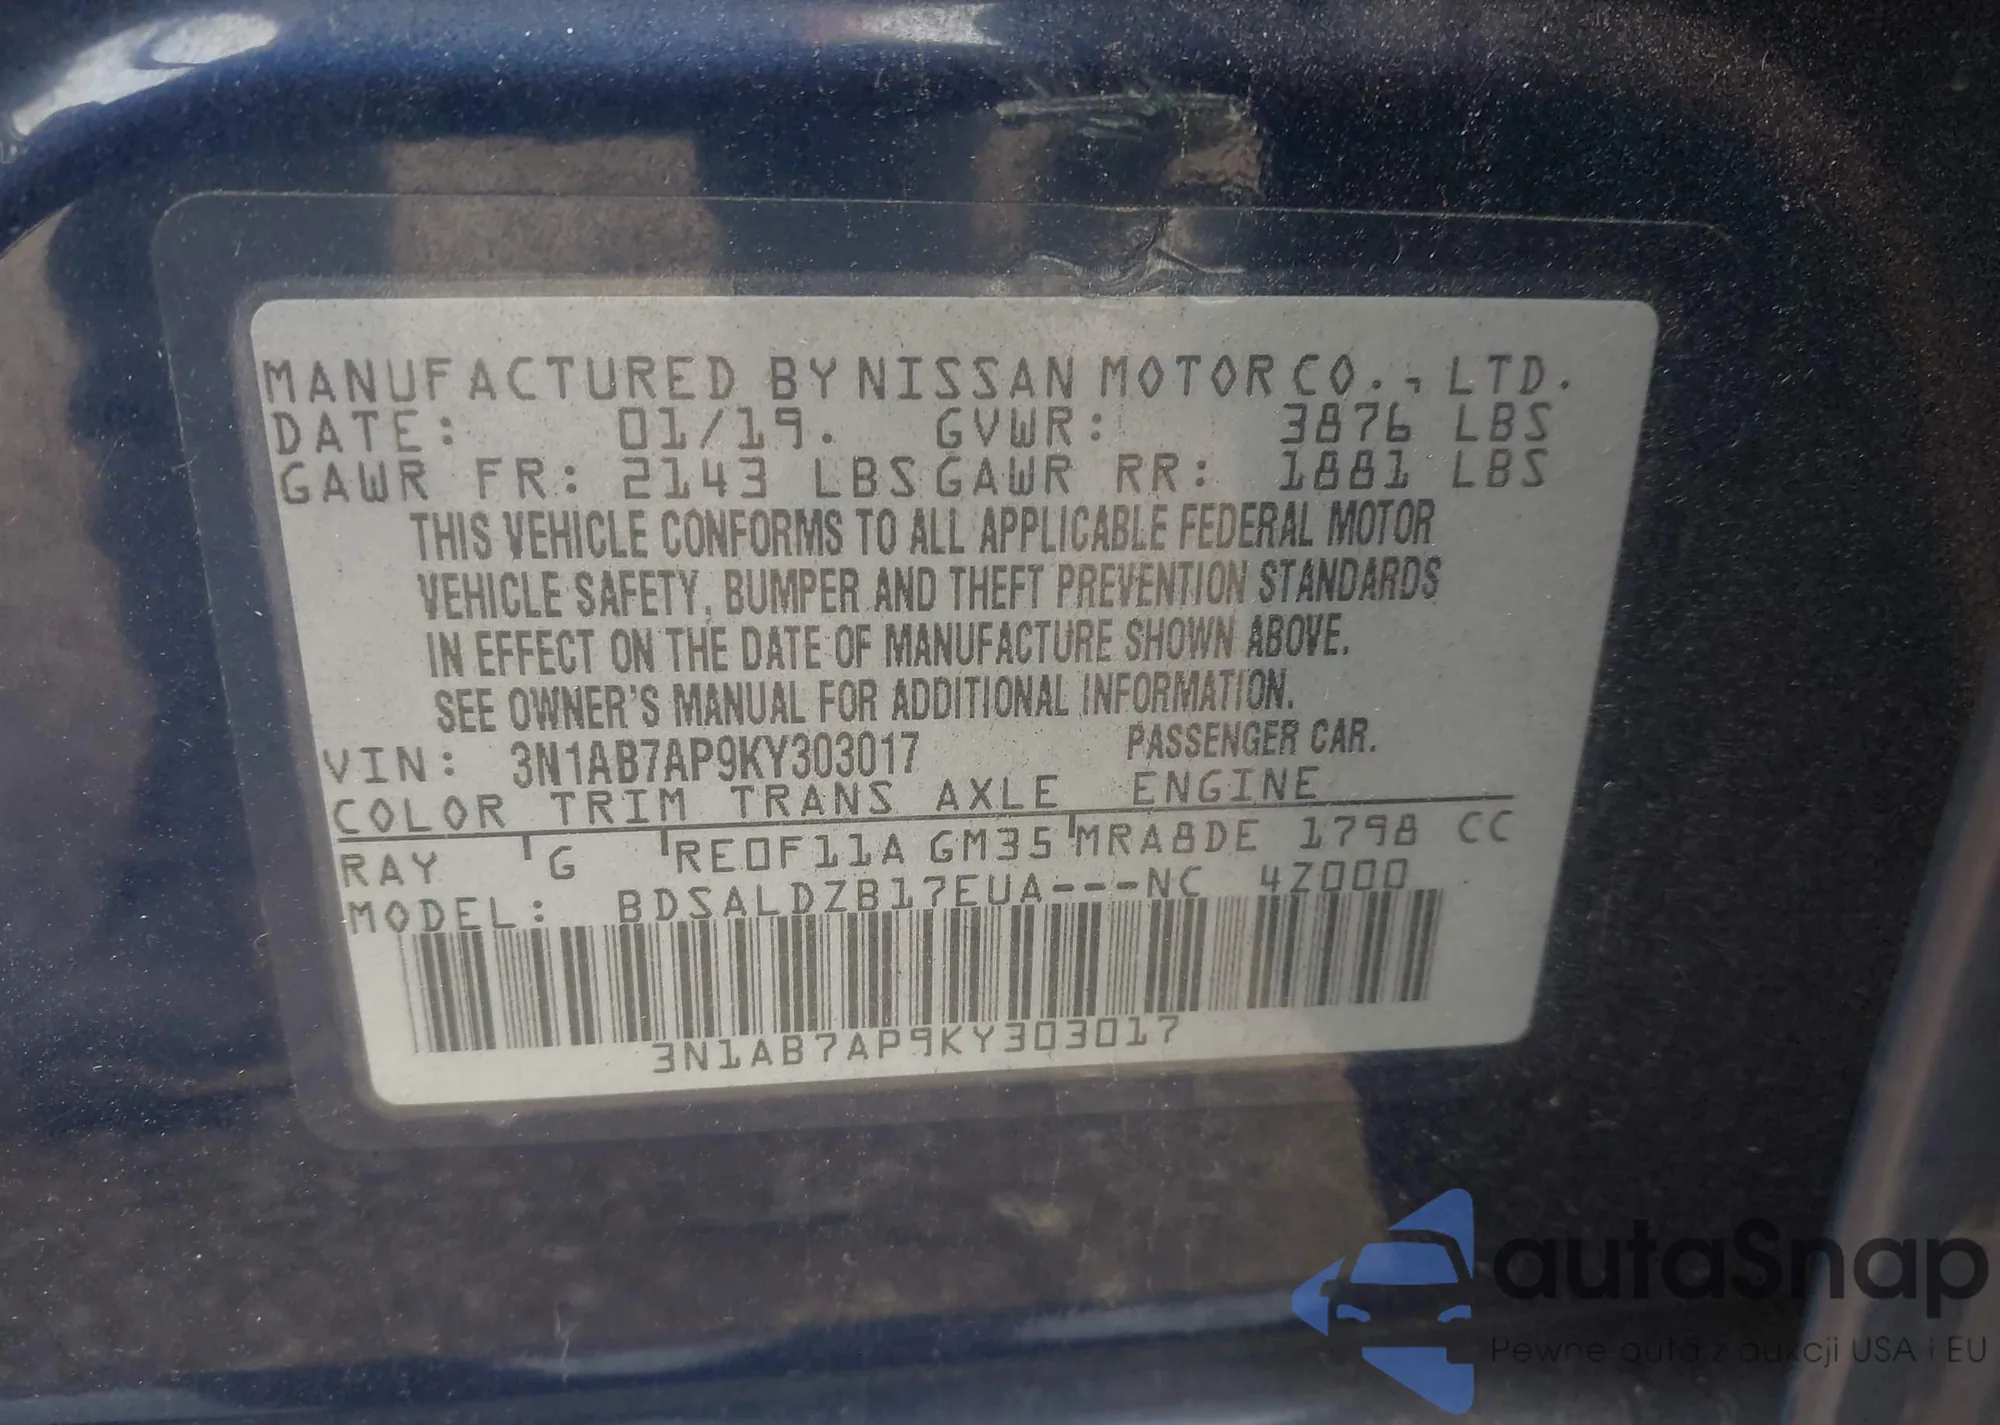 MANUFACTURED BY NISSAN MOTOR CO., LTD.
DATE: 01/19. GVWR: 3876 LBS
GAWR FR: 2143 LBS GAWR RR: 1881 LBS
THIS VEHICLE CONFORMS TO ALL APPLICABLE FEDERAL MOTOR
VEHICLE SAFETY, BUMPER AND THEFT PREVENTION STANDARDS
IN EFFECT ON THE DATE OF MANUFACTURE SHOWN ABOVE.
SEE OWNER'S MANUAL FOR ADDITIONAL INFORMATION.
VIN: 3N1AB7AP9KY303017 PASSENGER CAR.
COLOR TRIM TRANS AXLE ENGINE
RAY G RE0F11A GM35 MRA8DE 1798 CC
MODEL: BDSALDZB17EUA---NC 4Z000
3N1AB7AP9KY303017
autaSnap
Pewne auta z aukcji USA i EU